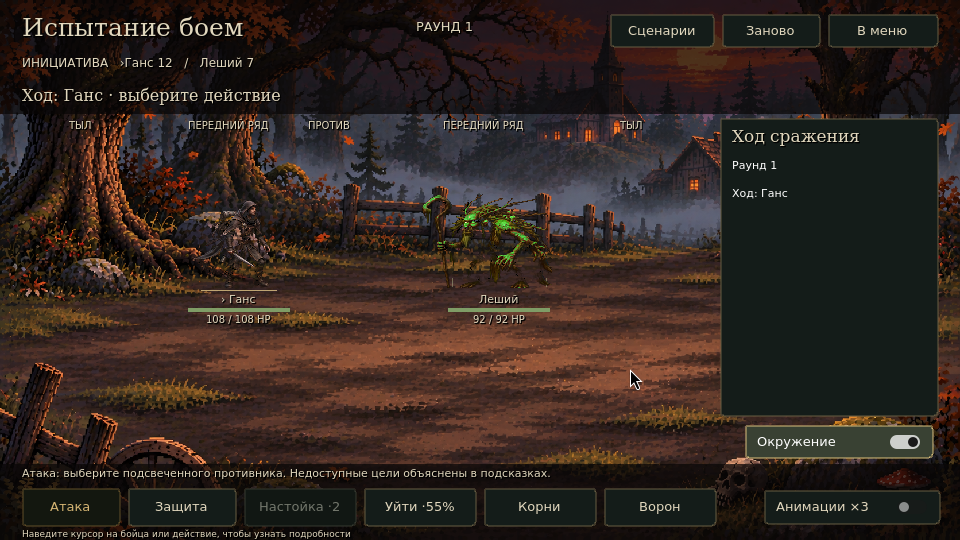 Испытание боем
РАУНД 1
Сценарии
Заново
В меню
ИНИЦИАТИВА ›Ганс 12 / Леший 7
Ход: Ганс · выберите действие
ТЫЛ
ПЕРЕДНИЙ РЯД
ПРОТИВ
ПЕРЕДНИЙ РЯД
ТЫЛ
Ход сражения
Раунд 1
Ход: Ганс
› Ганс
108 / 108 HP
Леший
92 / 92 HP
Окружение
Атака: выберите подсвеченного противника. Недоступные цели объяснены в подсказках.
Атака
Защита
Настойка ·2
Уйти ·55%
Корни
Ворон
Анимации ×3
Наведите курсор на бойца или действие, чтобы узнать подробности